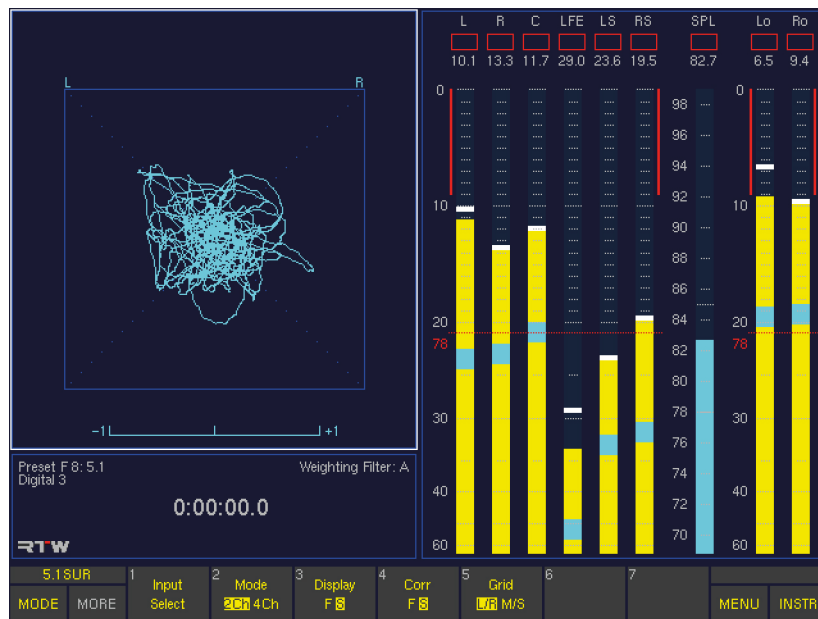 L R C LFE LS RS SPL Lo Ro
10.1 13.3 11.7 29.0 23.6 19.5 82.7 6.5 9.4
L R
0 98 0
96
94
92
10 90 10
88
86
20 84 20
78 82 78
80
30 78 30
76
74
40 72 40
70
60 60
−1 +1
Preset F 8: 5.1 Weighting Filter: A
Digital 3
0:00:00.0
RTW
5.1SUR 1 Input 2 Mode 3 Display 4 Corr 5 Grid 6 7
MODE MORE Select 2Ch 4Ch F S F S L/R M/S MENU INSTR